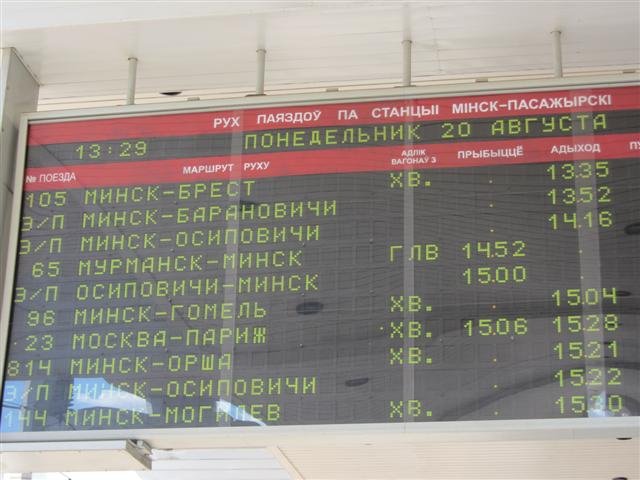 РУХ ПАЯЗДОЎ ПА СТАНЦЫІ МІНСК-ПАСАЖЫРСКІ
13:29 ПОНЕДЕЛЬНИК 20 АВГУСТА
№ ПОЕЗДА МАРШРУТ РУХУ АДЛІК ВАГОНАЎ З ПРЫБЫЦЦЁ АДЫХОД ПУ
105 МИНСК-БРЕСТ ХВ. . 13.35
Э/П МИНСК-БАРАНОВИЧИ . 13.52
Э/П МИНСК-ОСИПОВИЧИ . 14.16
65 МУРМАНСК-МИНСК ГЛВ 14.52 .
Э/П ОСИПОВИЧИ-МИНСК 15.00 .
96 МИНСК-ГОМЕЛЬ ХВ. . 15.04
23 МОСКВА-ПАРИЖ ХВ. 15.06 15.28
814 МИНСК-ОРША ХВ. . 15.21
Э/П МИНСК-ОСИПОВИЧИ . 15.22
144 МИНСК-МОГИЛЕВ ХВ. . 15.30